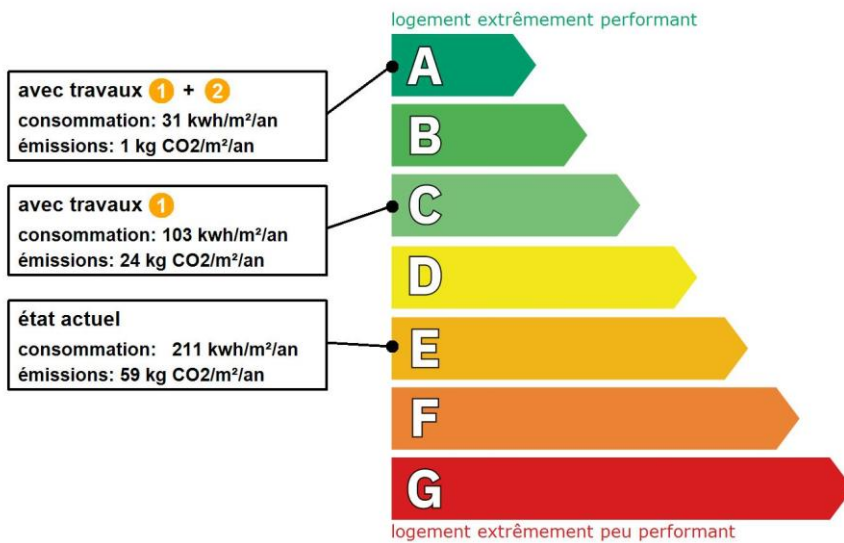 logement extrêmement performant
avec travaux 1 + 2
consommation: 31 kwh/m²/an
émissions: 1 kg CO2/m²/an
avec travaux 1
consommation: 103 kwh/m²/an
émissions: 24 kg CO2/m²/an
état actuel
consommation: 211 kwh/m²/an
émissions: 59 kg CO2/m²/an
A
B
C
D
E
F
G
logement extrêmement peu performant